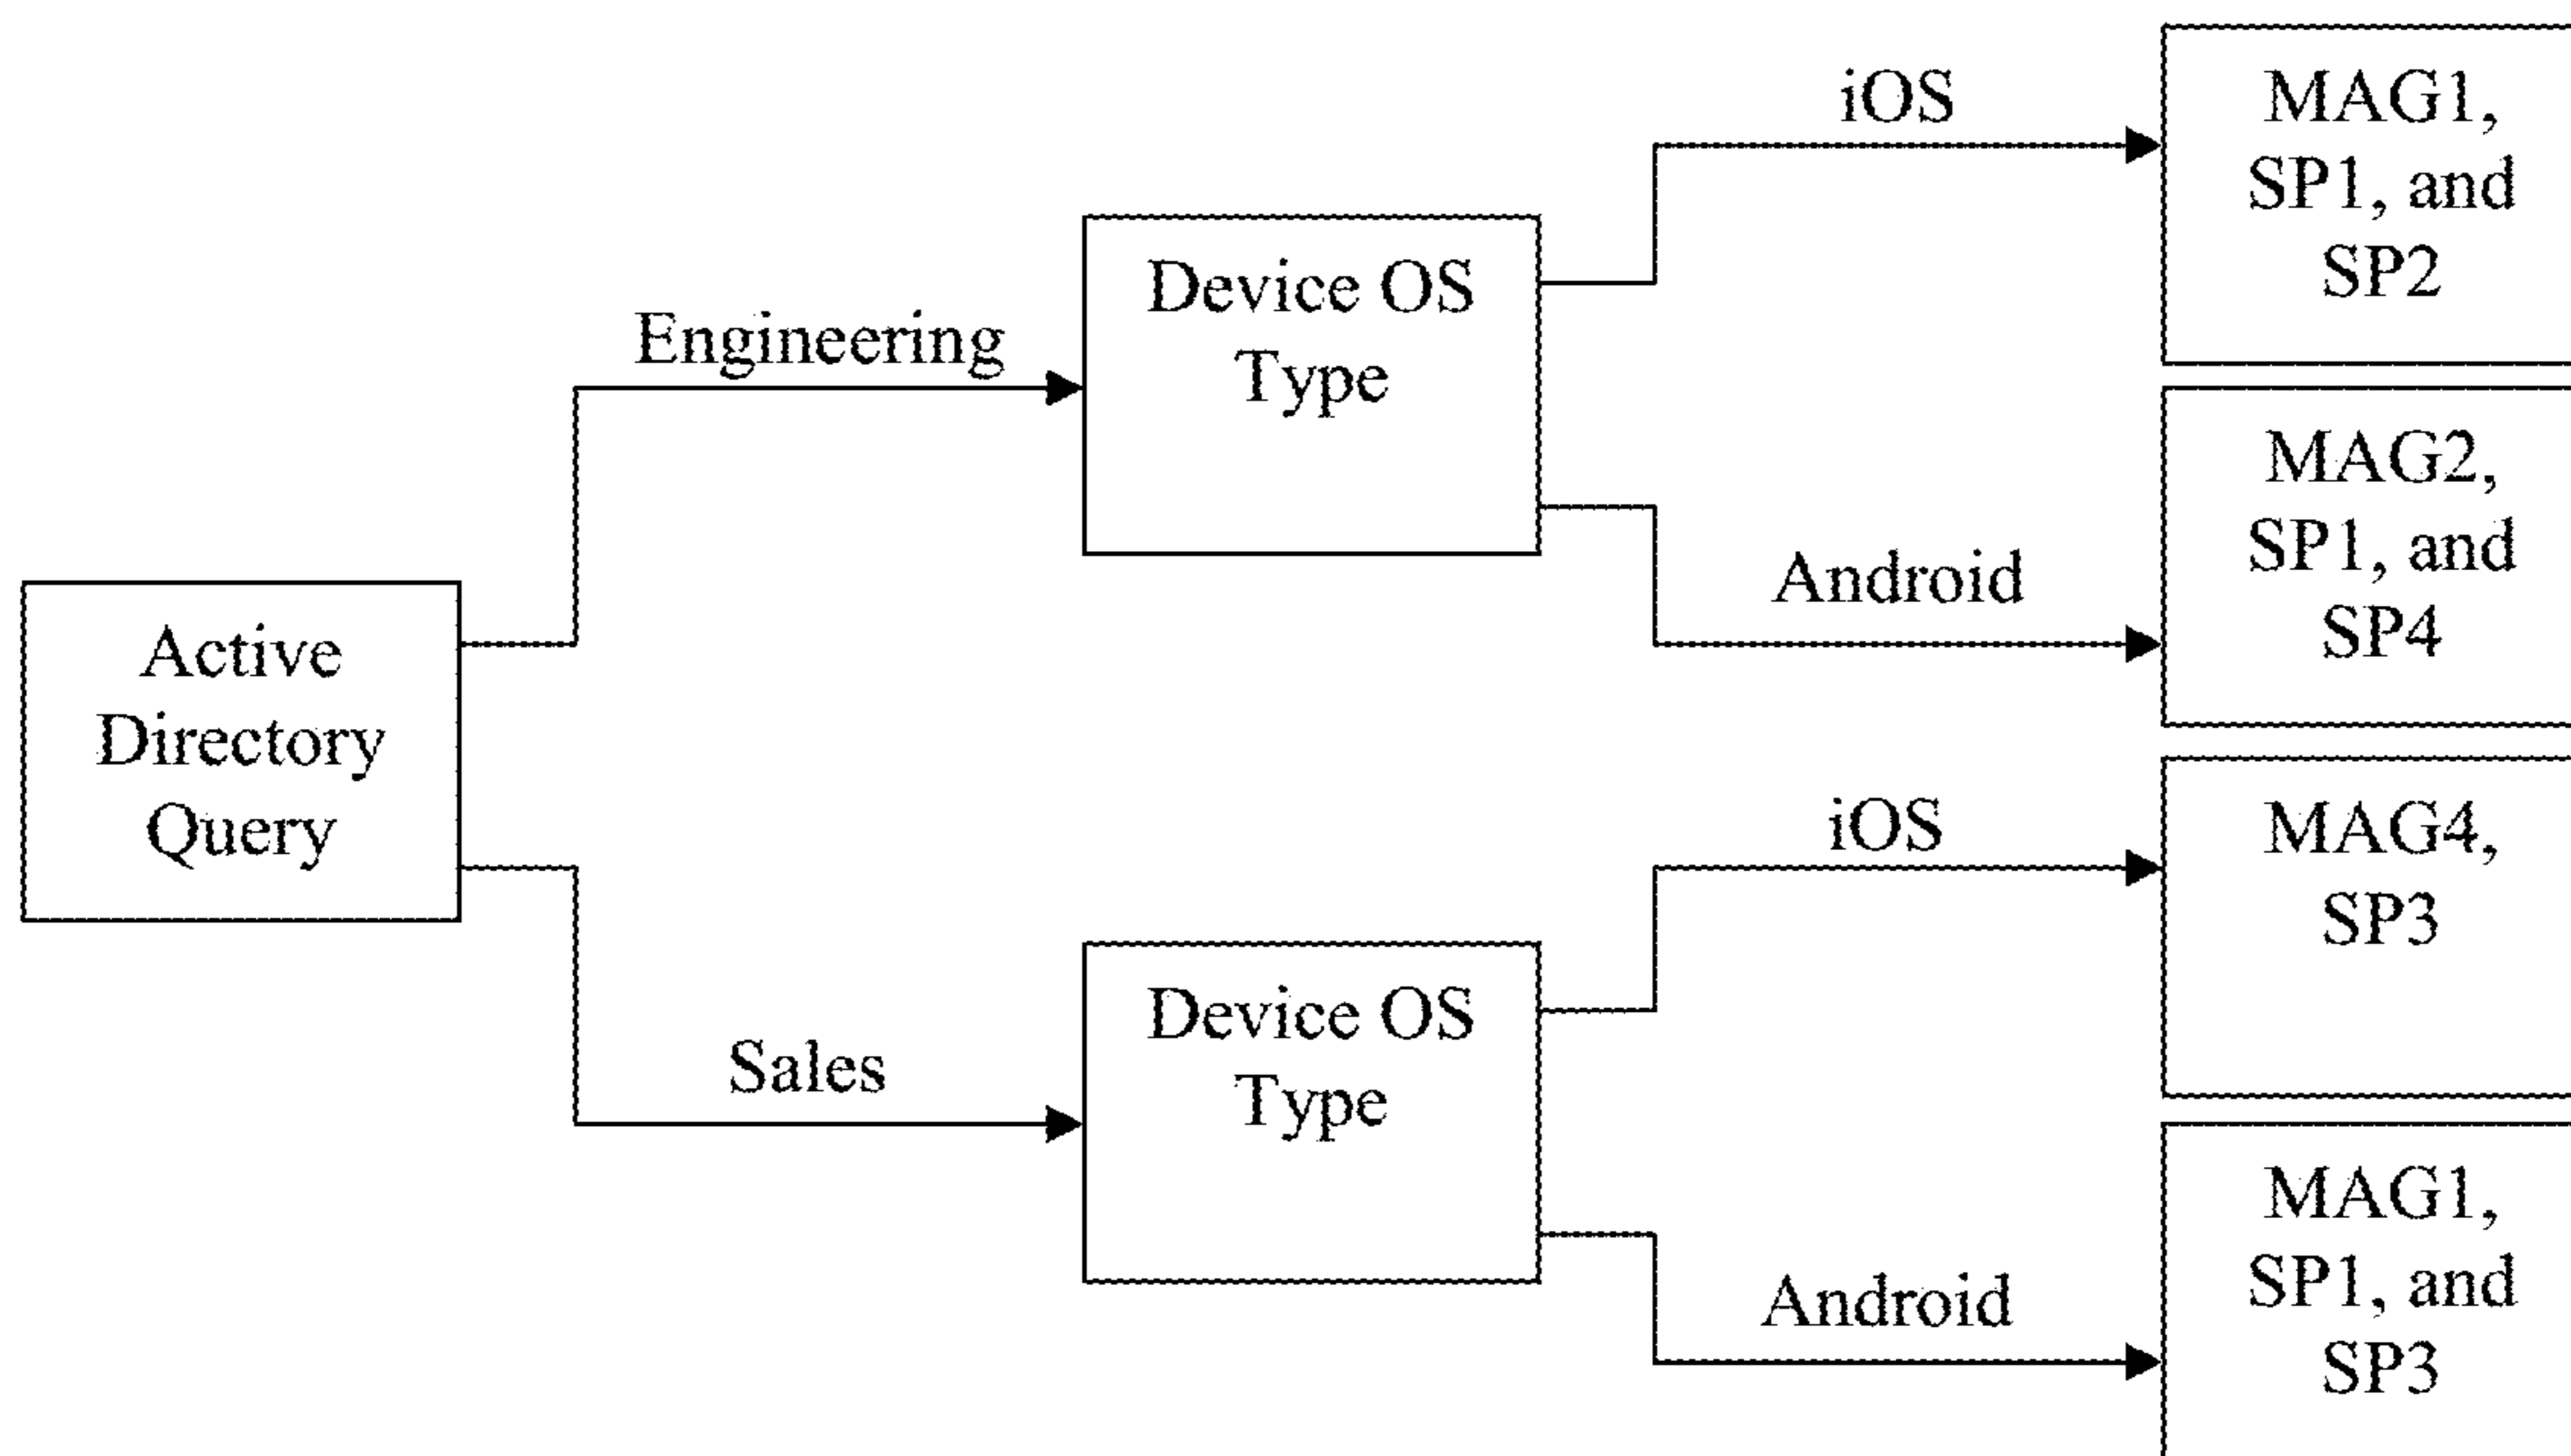 Active
Directory
Query
Engineering
Sales
Device OS
Type
iOS
Android
Device OS
Type
iOS
Android
MAG1,
SP1, and
SP2
MAG2,
SP1, and
SP4
MAG4,
SP3
MAG1,
SP1, and
SP3